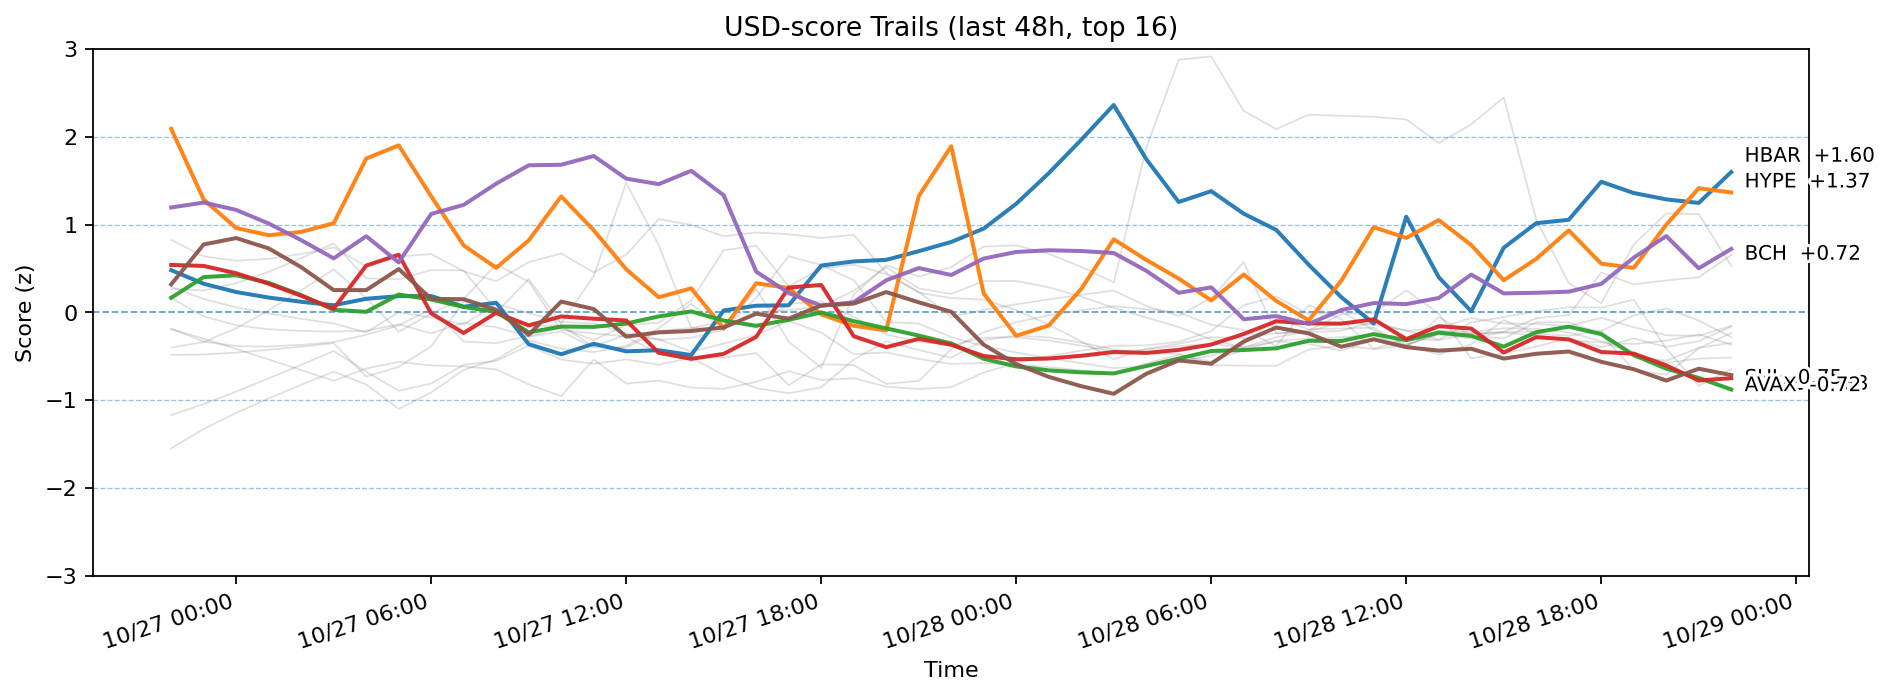 USD-score Trails (last 48h, top 16)
Score (z)
3
2
1
0
−1
−2
−3
HBAR +1.60
HYPE +1.37
BCH +0.72
AVAX -0.72
10/27 00:00
10/27 06:00
10/27 12:00
10/27 18:00
10/28 00:00
10/28 06:00
10/28 12:00
10/28 18:00
10/29 00:00
Time